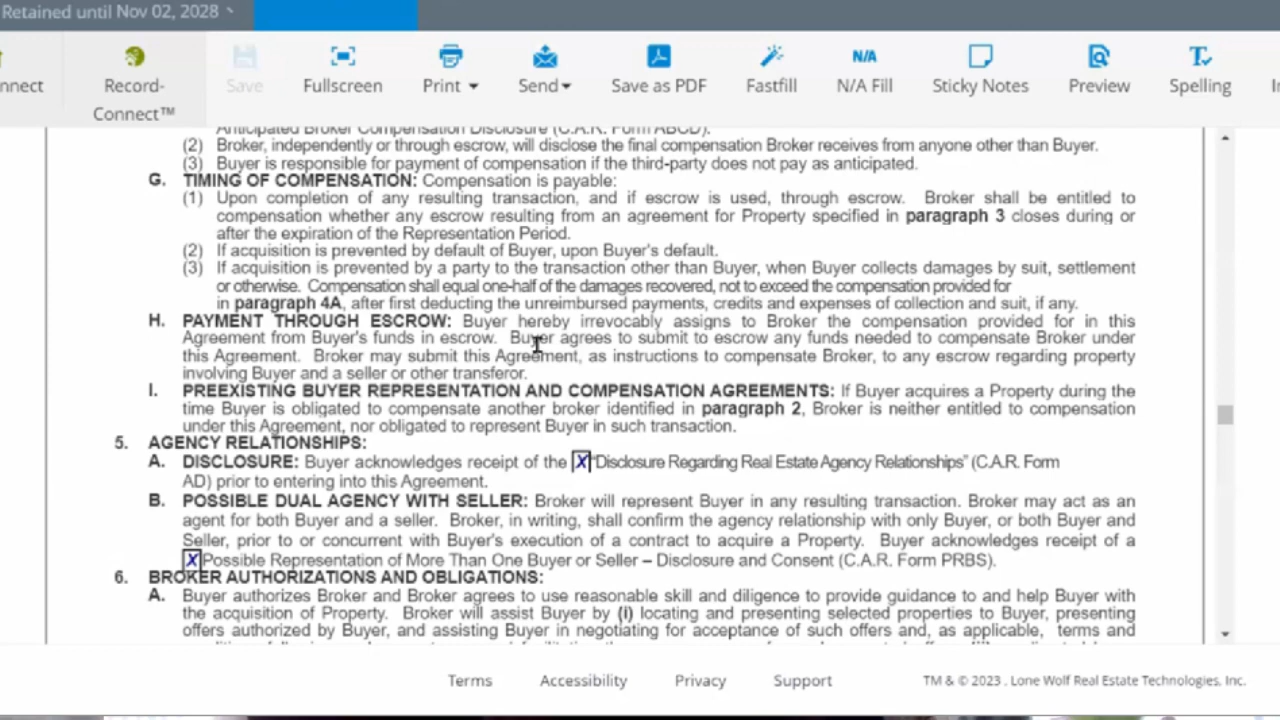 Retained until Nov 02, 2028
nnect
Record-
Connect™
Save
Fullscreen
Print
Send
Save as PDF
N/A
Fastfill
N/A Fill
Sticky Notes
Preview
Spelling
Anticipated Broker Compensation Disclosure (C.A.R. Form ABCD).
(2) Broker, independently or through escrow, will disclose the final compensation Broker receives from anyone other than Buyer.
(3) Buyer is responsible for payment of compensation if the third-party does not pay as anticipated.
G. TIMING OF COMPENSATION: Compensation is payable:
(1) Upon completion of any resulting transaction, and if escrow is used, through escrow. Broker shall be entitled to
compensation whether any escrow resulting from an agreement for Property specified in paragraph 3 closes during or
after the expiration of the Representation Period.
(2) If acquisition is prevented by default of Buyer, upon Buyer's default.
(3) If acquisition is prevented by a party to the transaction other than Buyer, when Buyer collects damages by suit, settlement
or otherwise. Compensation shall equal one-half of the damages recovered, not to exceed the compensation provided for
in paragraph 4A, after first deducting the unreimbursed payments, credits and expenses of collection and suit, if any.
H. PAYMENT THROUGH ESCROW: Buyer hereby irrevocably assigns to Broker the compensation provided for in this
Agreement from Buyer's funds in escrow. Buyer agrees to submit to escrow any funds needed to compensate Broker under
this Agreement. Broker may submit this Agreement, as instructions to compensate Broker, to any escrow regarding property
involving Buyer and a seller or other transferor.
I. PREEXISTING BUYER REPRESENTATION AND COMPENSATION AGREEMENTS: If Buyer acquires a Property during the
time Buyer is obligated to compensate another broker identified in paragraph 2, Broker is neither entitled to compensation
under this Agreement, nor obligated to represent Buyer in such transaction.
5. AGENCY RELATIONSHIPS:
A. DISCLOSURE: Buyer acknowledges receipt of the X Disclosure Regarding Real Estate Agency Relationships" (C.A.R. Form
AD) prior to entering into this Agreement.
B. POSSIBLE DUAL AGENCY WITH SELLER: Broker will represent Buyer in any resulting transaction. Broker may act as an
agent for both Buyer and a seller. Broker, in writing, shall confirm the agency relationship with only Buyer, or both Buyer and
Seller, prior to or concurrent with Buyer's execution of a contract to acquire a Property. Buyer acknowledges receipt of a
X Possible Representation of More Than One Buyer or Seller – Disclosure and Consent (C.A.R. Form PRBS).
6. BROKER AUTHORIZATIONS AND OBLIGATIONS:
A. Buyer authorizes Broker and Broker agrees to use reasonable skill and diligence to provide guidance to and help Buyer with
the acquisition of Property. Broker will assist Buyer by (i) locating and presenting selected properties to Buyer, presenting
offers authorized by Buyer, and assisting Buyer in negotiating for acceptance of such offers and, as applicable, terms and
Terms
Accessibility
Privacy
Support
TM & © 2023 . Lone Wolf Real Estate Technologies, Inc.